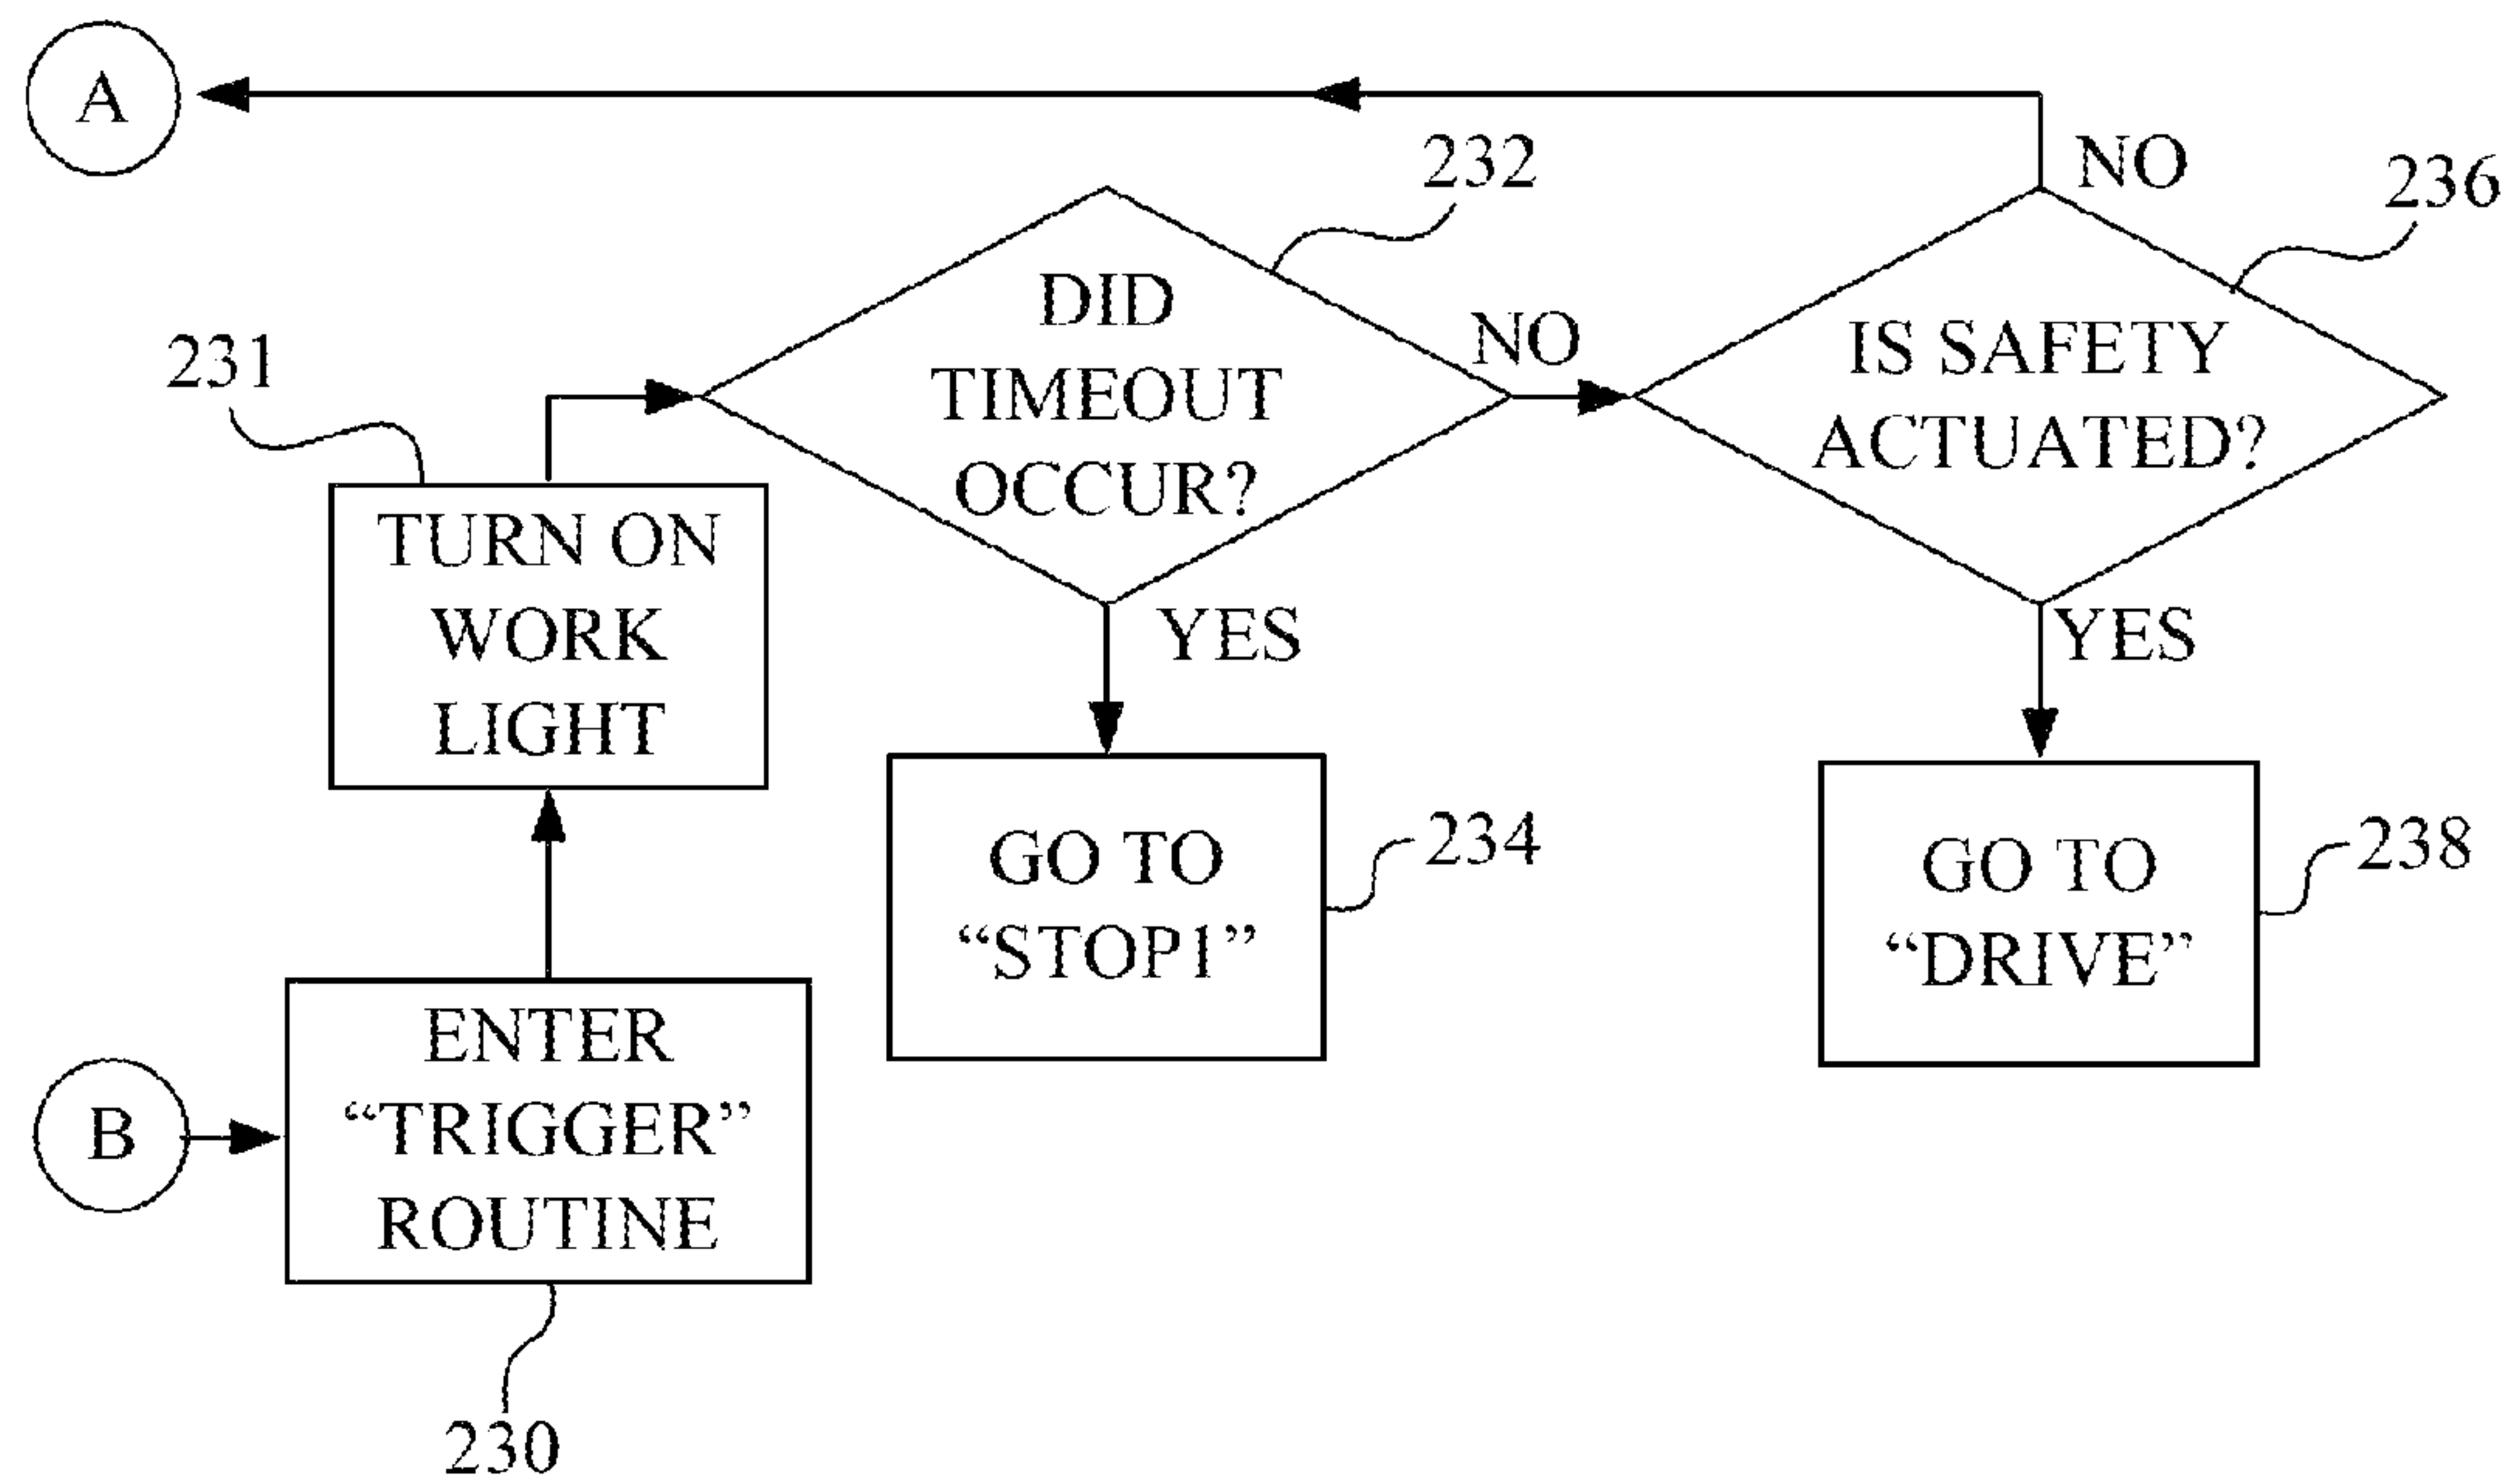 A
232
NO
236
DID
TIMEOUT
OCCUR?
NO
IS SAFETY
ACTUATED?
231
TURN ON
WORK
LIGHT
YES
YES
GO TO
“STOP1”
234
GO TO
“DRIVE”
238
B
ENTER
“TRIGGER”
ROUTINE
230